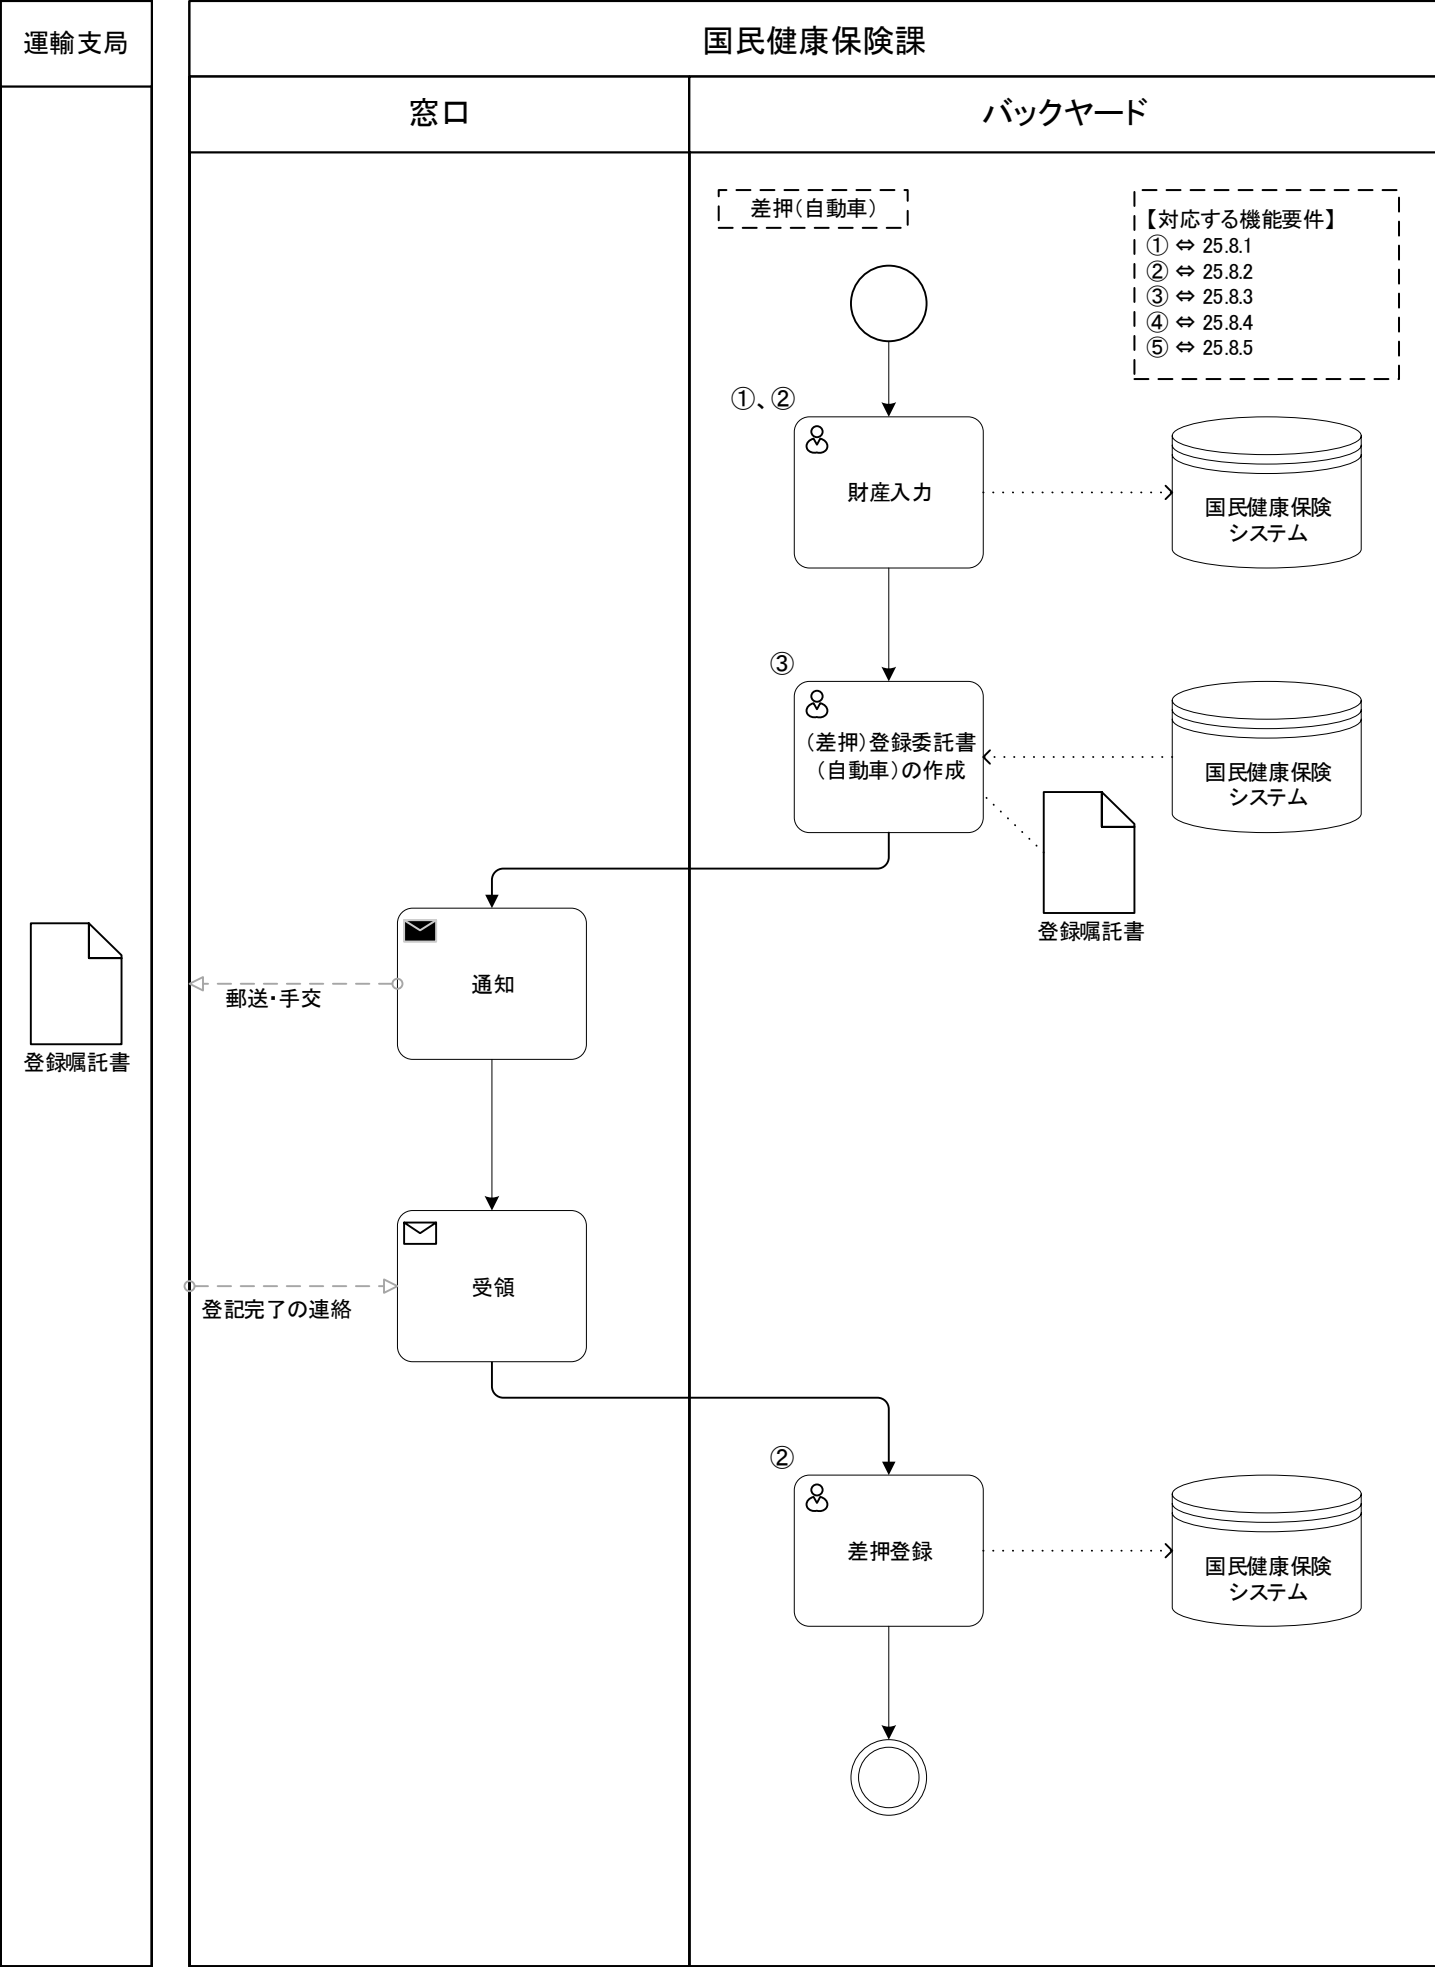 運輸支局
国民健康保険課
窓口
バックヤード
差押（自動車）
【対応する機能要件】
① ⇔ 25.8.1
② ⇔ 25.8.2
③ ⇔ 25.8.3
④ ⇔ 25.8.4
⑤ ⇔ 25.8.5
①、②
財産入力
国民健康保険
システム
③
（差押）登録委託書
（自動車）の作成
国民健康保険
システム
登録嘱託書
通知
郵送・手交
登録嘱託書
受領
登記完了の連絡
②
差押登録
国民健康保険
システム